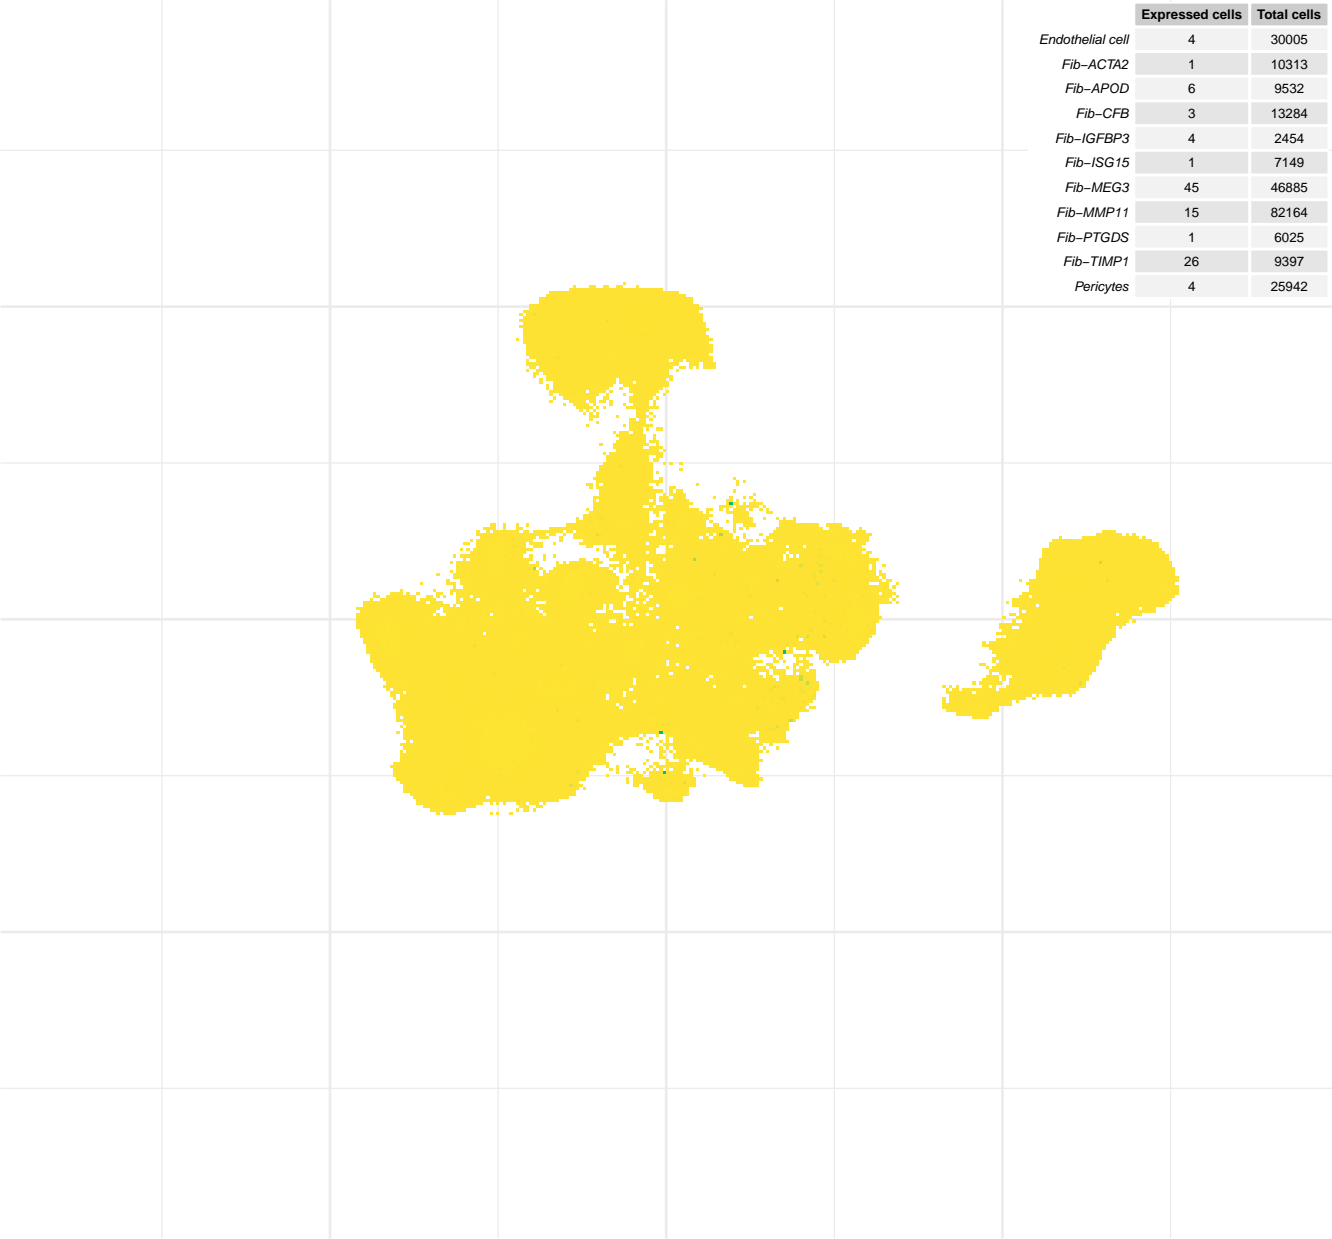 Expressed cells Total cells
Endothelial cell 4 30005
Fib−ACTA2 1 10313
Fib−APOD 6 9532
Fib−CFB 3 13284
Fib−IGFBP3 4 2454
Fib−ISG15 1 7149
Fib−MEG3 45 46885
Fib−MMP11 15 82164
Fib−PTGDS 1 6025
Fib−TIMP1 26 9397
Pericytes 4 25942